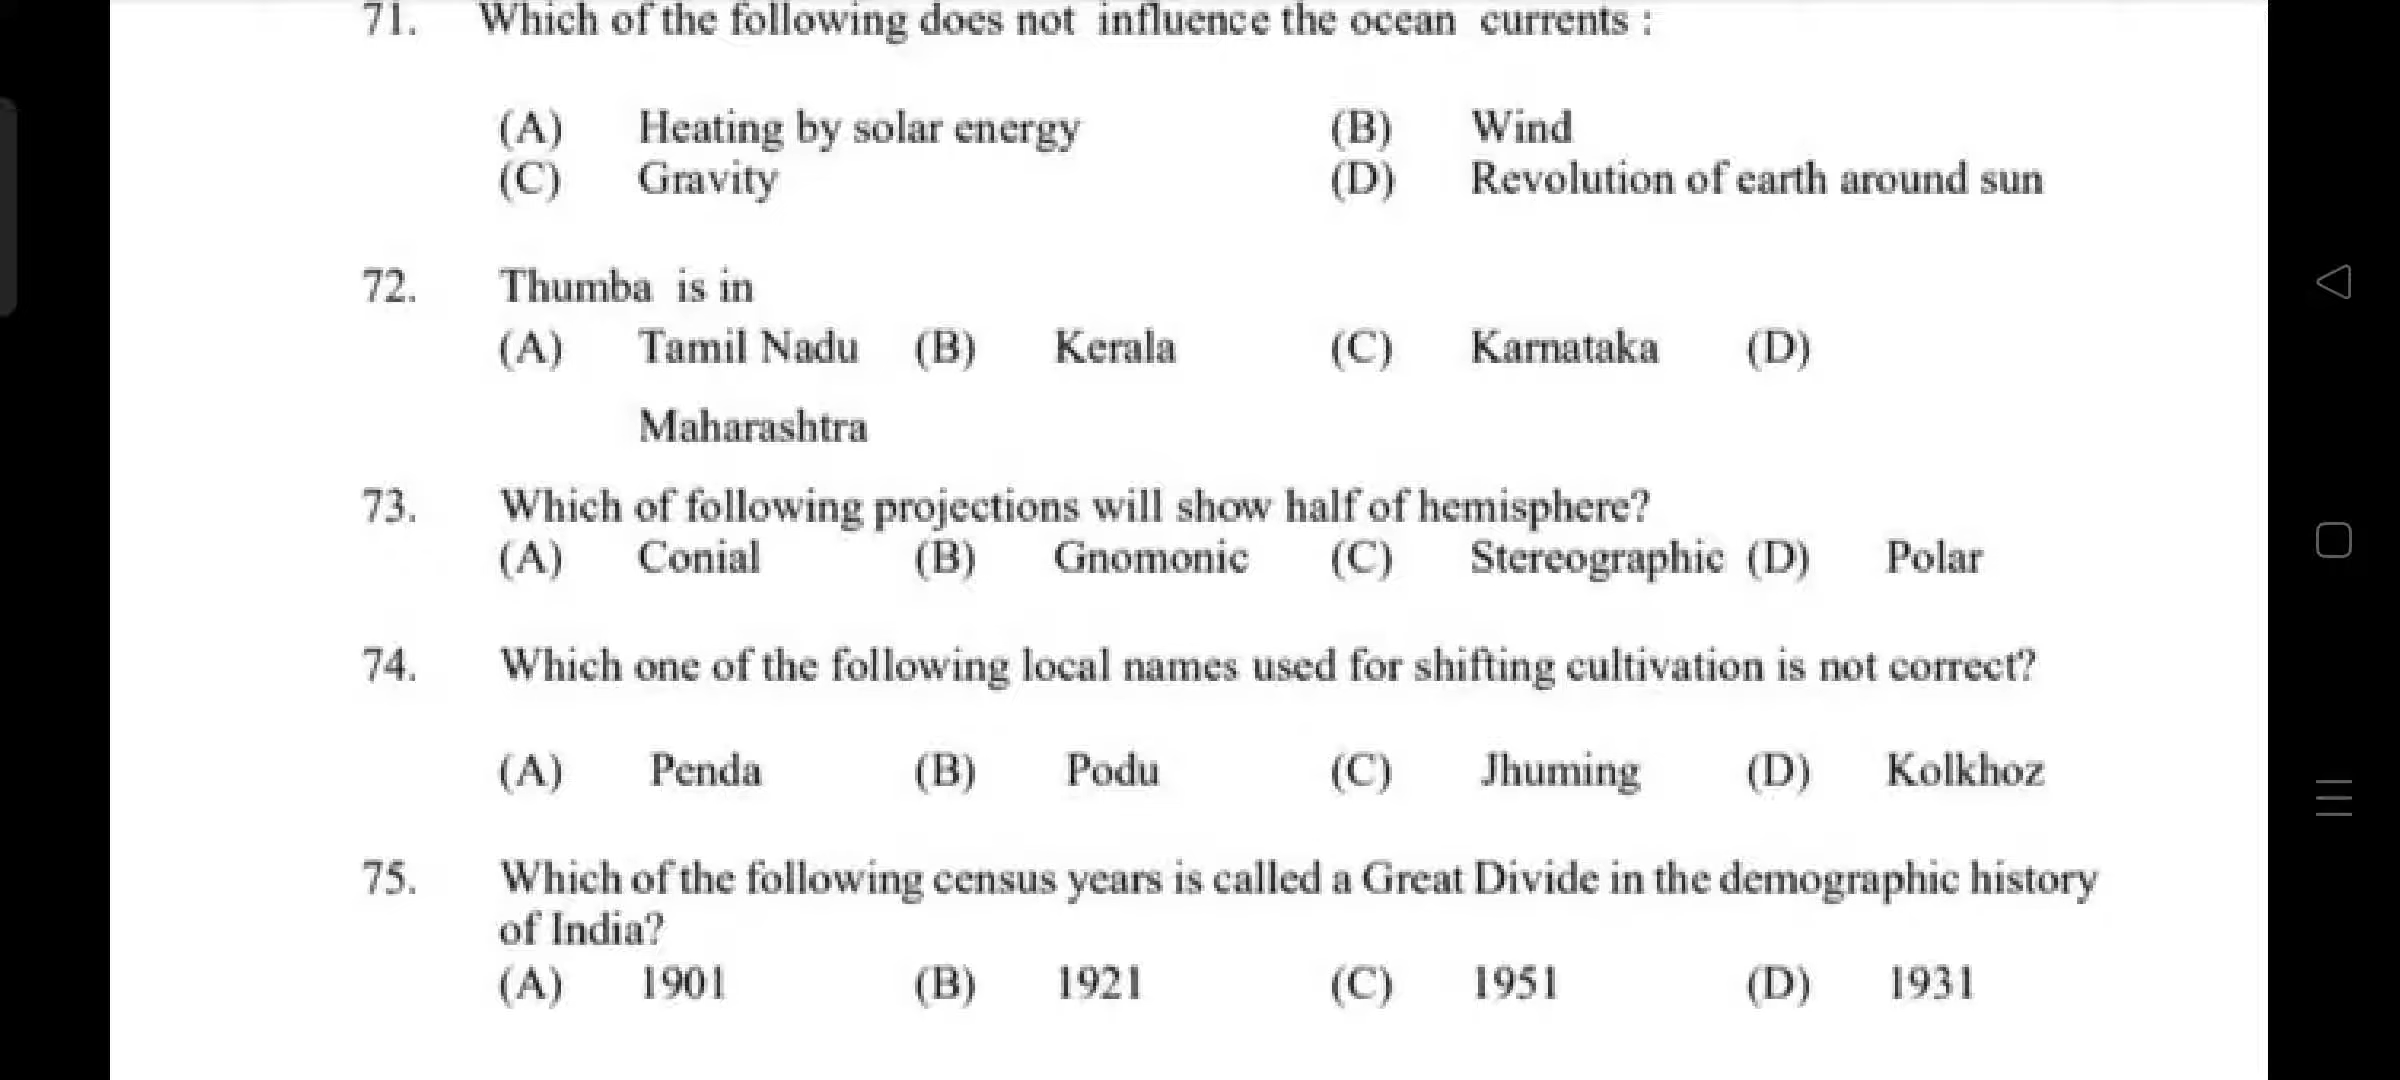 71. Which of the following does not influence the ocean currents :
(A) Heating by solar energy (B) Wind
(C) Gravity (D) Revolution of earth around sun
72. Thumba is in
(A) Tamil Nadu (B) Kerala (C) Karnataka (D)
Maharashtra
73. Which of following projections will show half of hemisphere?
(A) Conial (B) Gnomonic (C) Stereographic (D) Polar
74. Which one of the following local names used for shifting cultivation is not correct?
(A) Penda (B) Podu (C) Jhuming (D) Kolkhoz
75. Which of the following census years is called a Great Divide in the demographic history
of India?
(A) 1901 (B) 1921 (C) 1951 (D) 1931